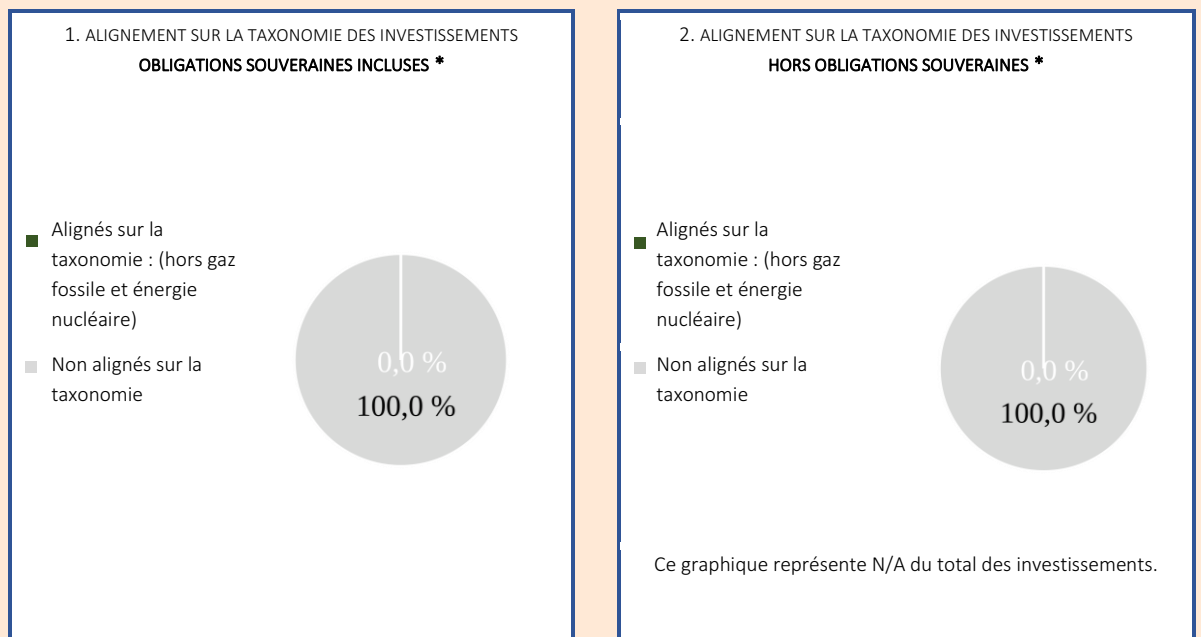 1. ALIGNEMENT SUR LA TAXONOMIE DES INVESTISSEMENTS
OBLIGATIONS SOUVERAINES INCLUSES *
Alignés sur la
taxonomie : (hors gaz
fossile et énergie
nucléaire)
Non alignés sur la
taxonomie
0,0 %
100,0 %
2. ALIGNEMENT SUR LA TAXONOMIE DES INVESTISSEMENTS
HORS OBLIGATIONS SOUVERAINES *
Alignés sur la
taxonomie : (hors gaz
fossile et énergie
nucléaire)
Non alignés sur la
taxonomie
0,0 %
100,0 %
Ce graphique représente N/A du total des investissements.